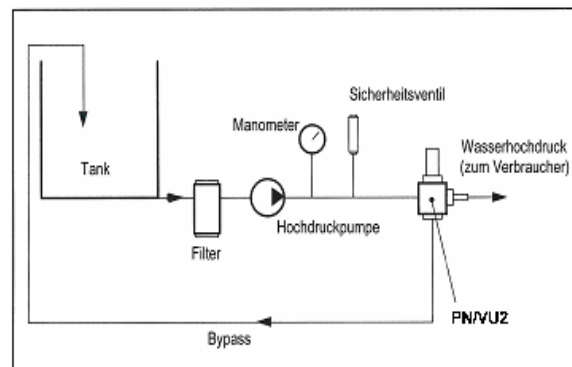 Sicherheitsventil
Manometer
Wasserhochdruck
(zum Verbraucher)
Tank
Hochdruckpumpe
Filter
PN/VU2
Bypass